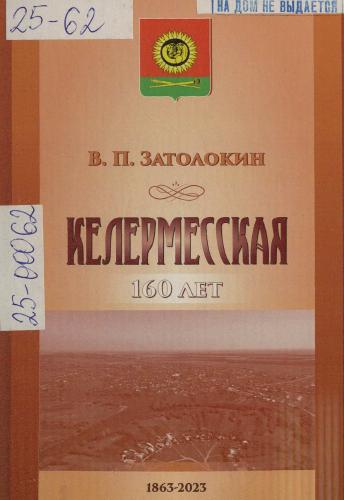 25-62
НА ДОМ НЕ ВЫДАЕТСЯ
В. П. ЗАТОЛОКИН
КЕЛЕРМЕССКАЯ
160 ЛЕТ
25-00062
1863-2023